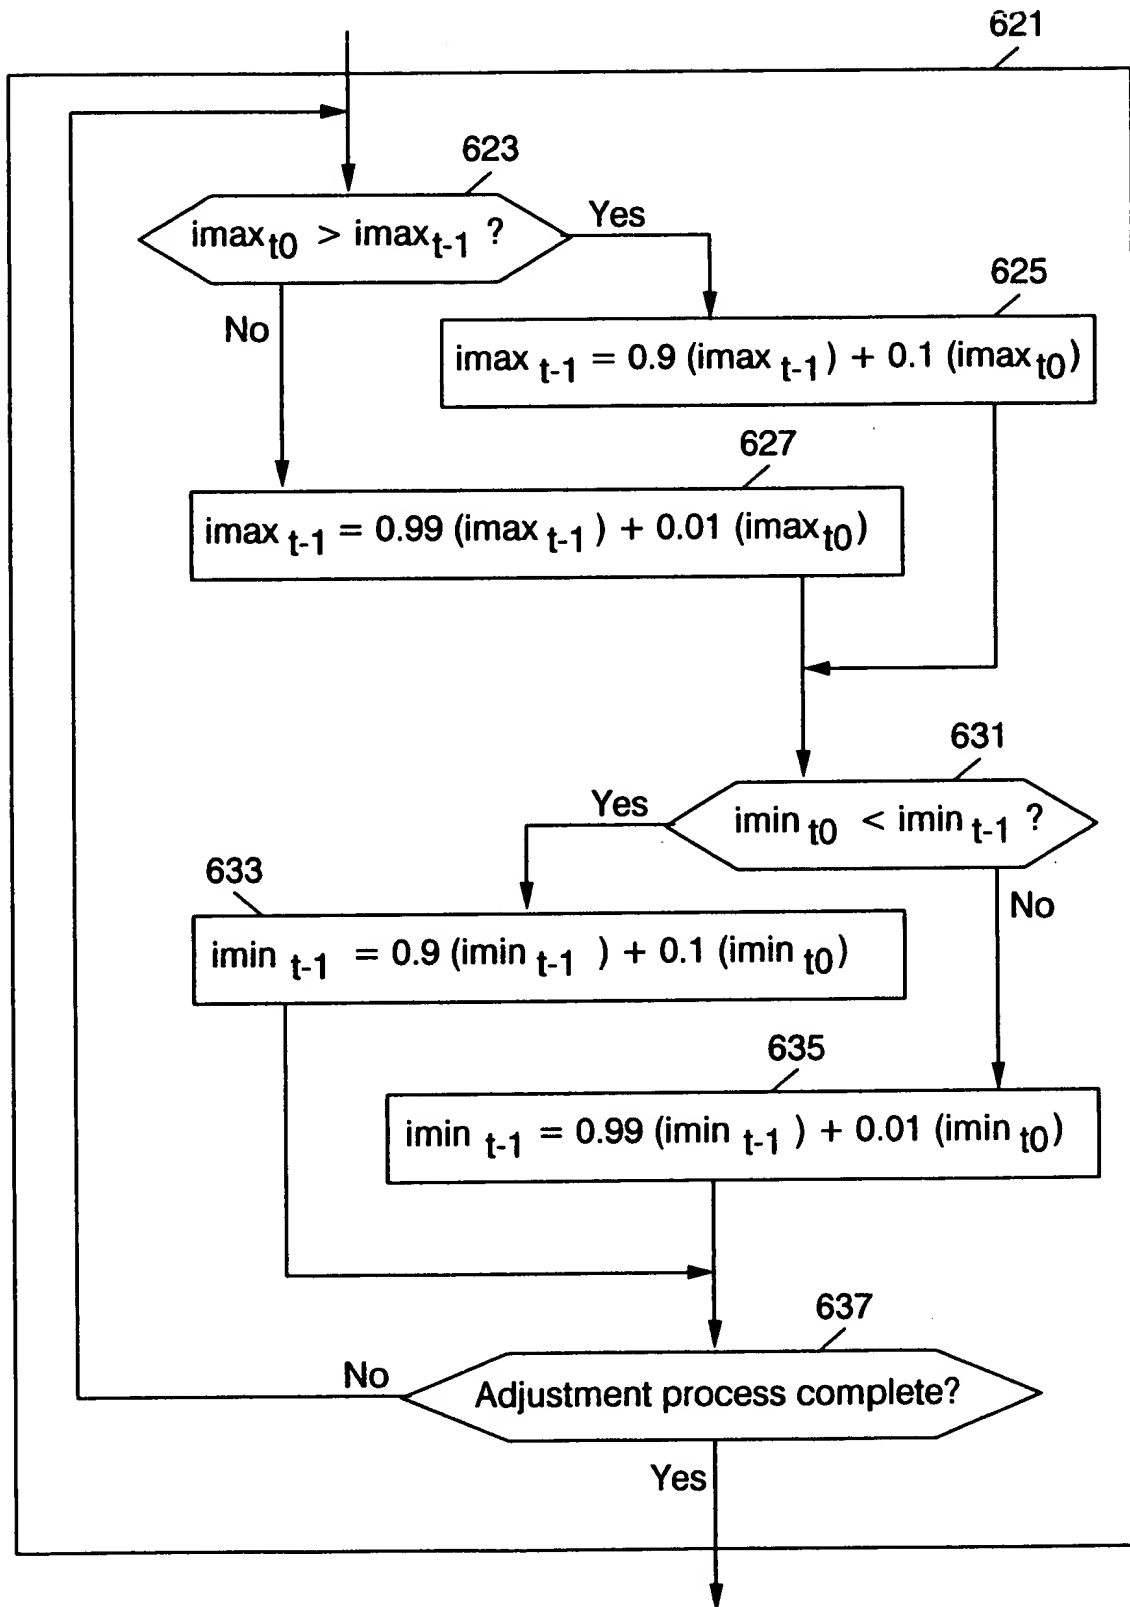 621
623
imax t0 > imax t-1 ?
Yes
No
625
imax t-1 = 0.9 (imax t-1 ) + 0.1 (imax t0)
627
imax t-1 = 0.99 (imax t-1 ) + 0.01 (imax t0)
631
imin t0 < imin t-1 ?
Yes
No
633
imin t-1 = 0.9 (imin t-1 ) + 0.1 (imin t0)
635
imin t-1 = 0.99 (imin t-1 ) + 0.01 (imin t0)
637
Adjustment process complete?
No
Yes